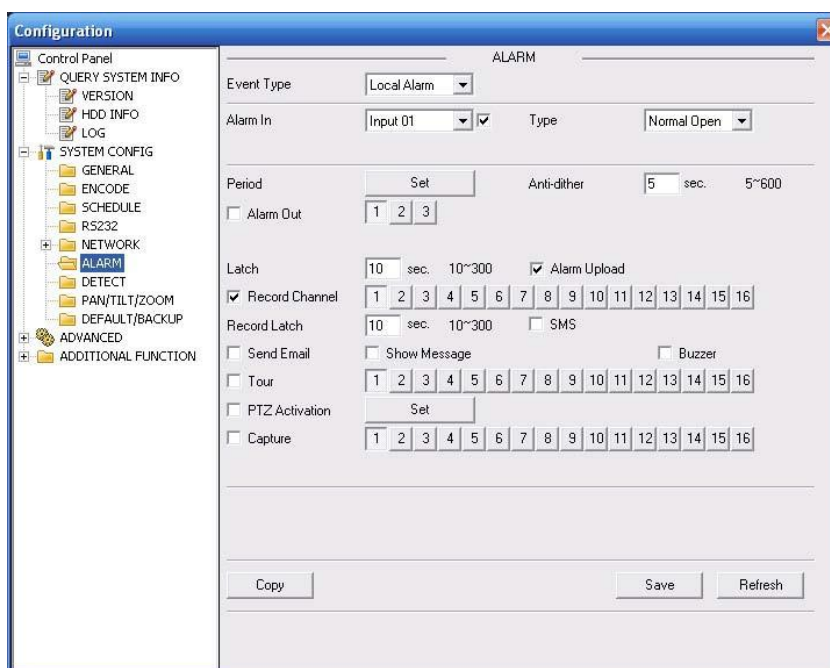 Configuration
Control Panel
QUERY SYSTEM INFO
VERSION
HDD INFO
LOG
SYSTEM CONFIG
GENERAL
ENCODE
SCHEDULE
RS232
NETWORK
ALARM
DETECT
PAN/TILT/ZOOM
DEFAULT/BACKUP
ADVANCED
ADDITIONAL FUNCTION
ALARM
Event Type Local Alarm
Alarm In Input 01 Type Normal Open
Period Set Anti-dither 5 sec. 5~600
Alarm Out 1 2 3
Latch 10 sec. 10~300 Alarm Upload
Record Channel 1 2 3 4 5 6 7 8 9 10 11 12 13 14 15 16
Record Latch 10 sec. 10~300 SMS
Send Email Show Message Buzzer
Tour 1 2 3 4 5 6 7 8 9 10 11 12 13 14 15 16
PTZ Activation Set
Capture 1 2 3 4 5 6 7 8 9 10 11 12 13 14 15 16
Copy Save Refresh